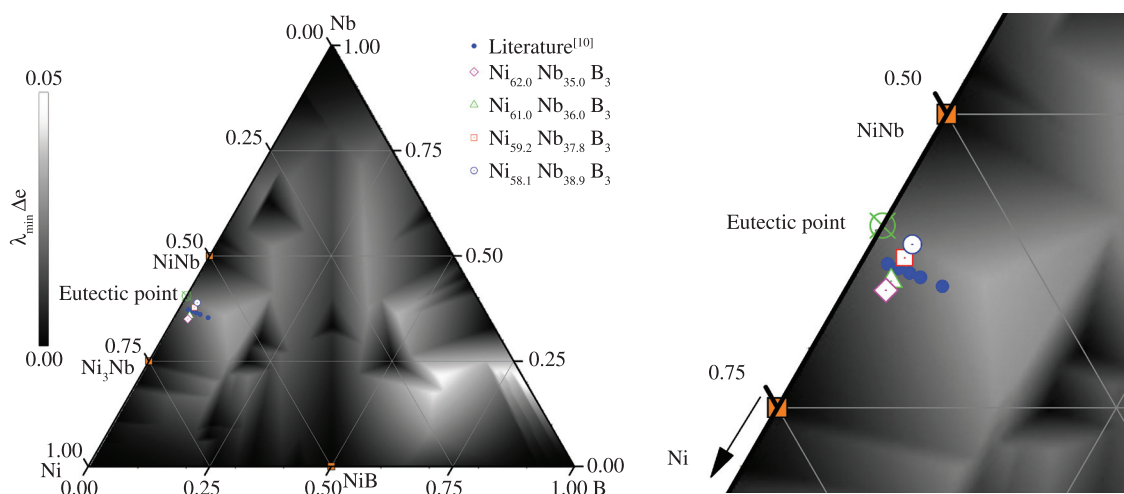 Nb
0.00
1.00
0.05
λmin Δe
0.00
0.25
0.75
0.50
NiNb
0.50
Eutectic point
0.75
Ni₃Nb
0.25
1.00
Ni
0.00
0.00
0.25
0.50
NiB
0.75
1.00 B
Literature[10]
Ni62.0 Nb35.0 B3
Ni61.0 Nb36.0 B3
Ni59.2 Nb37.8 B3
Ni58.1 Nb38.9 B3
0.50
NiNb
Eutectic point
0.75
Ni